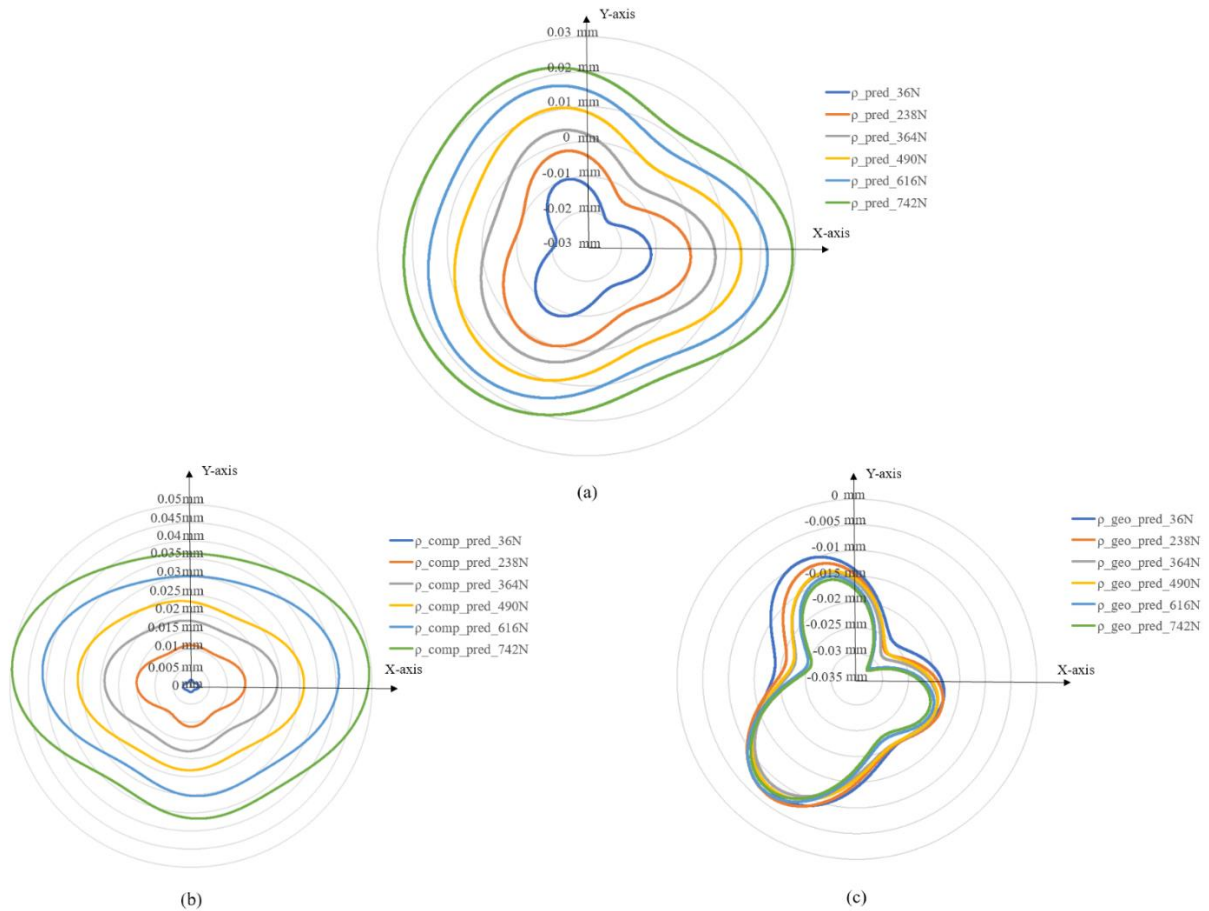 Y-axis
0.03 mm
0.02 mm
0.01 mm
0 mm
-0.01 mm
-0.02 mm
-0.03 mm
X-axis
ρ_pred_36N
ρ_pred_238N
ρ_pred_364N
ρ_pred_490N
ρ_pred_616N
ρ_pred_742N
(a)
Y-axis
0.05mm
0.045mm
0.04mm
0.035mm
0.03mm
0.025mm
0.02mm
0.015mm
0.01mm
0.005mm
0 mm
X-axis
ρ_comp_pred_36N
ρ_comp_pred_238N
ρ_comp_pred_364N
ρ_comp_pred_490N
ρ_comp_pred_616N
ρ_comp_pred_742N
(b)
Y-axis
0 mm
-0.005 mm
-0.01 mm
-0.015 mm
-0.02 mm
-0.025 mm
-0.03 mm
-0.035 mm
X-axis
ρ_geo_pred_36N
ρ_geo_pred_238N
ρ_geo_pred_364N
ρ_geo_pred_490N
ρ_geo_pred_616N
ρ_geo_pred_742N
(c)